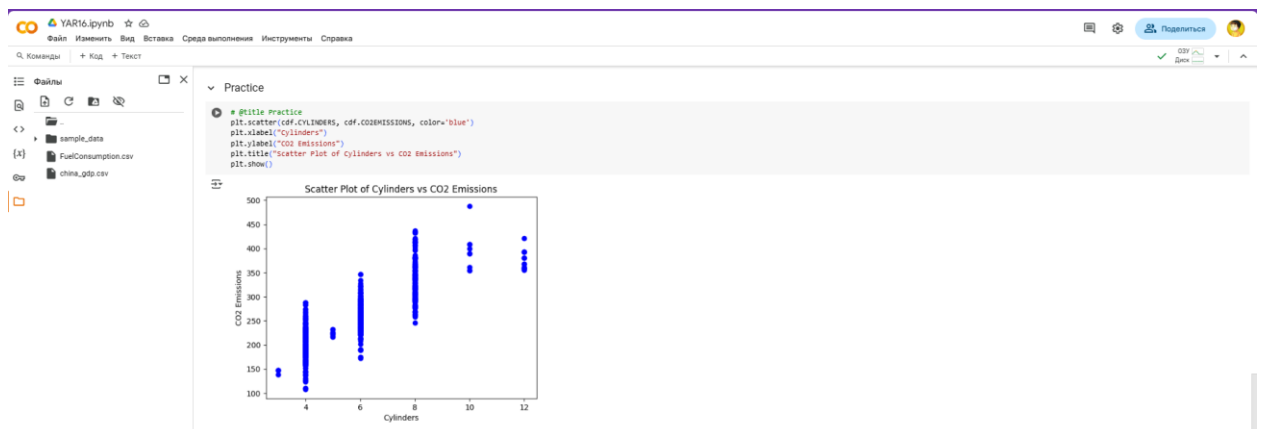 YAR16.ipynb
Файл Изменить Вид Вставка Среда выполнения Инструменты Справка
Поделиться
Команды + Код + Текст
ОЗУ
Диск
Файлы
..
sample_data
FuelConsumption.csv
china_gdp.csv
{x}
Practice
# @title Practice
plt.scatter(cdf.CYLINDERS, cdf.CO2EMISSIONS, color='blue')
plt.xlabel("Cylinders")
plt.ylabel("CO2 Emissions")
plt.title("Scatter Plot of Cylinders vs CO2 Emissions")
plt.show()
Scatter Plot of Cylinders vs CO2 Emissions
500
450
400
350
300
250
200
150
100
CO2 Emissions
4 6 8 10 12
Cylinders